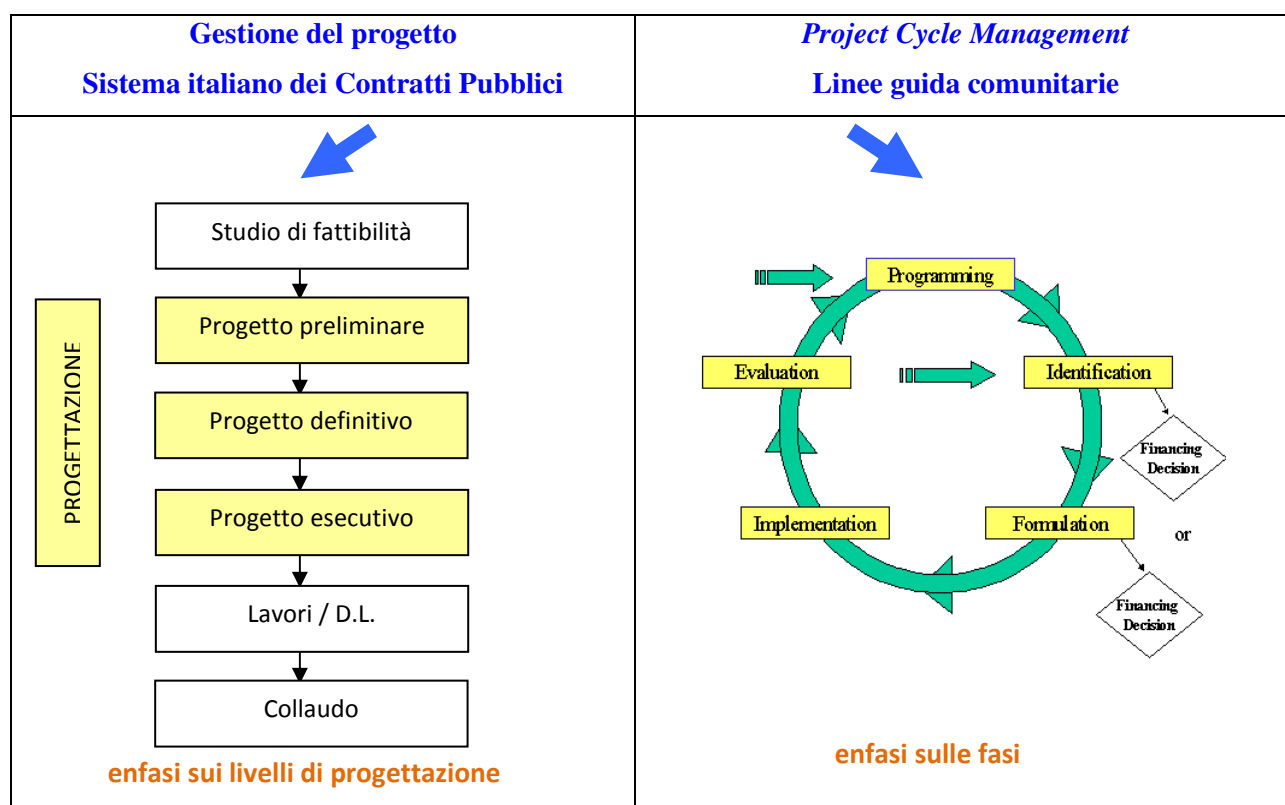 Gestione del progetto
Sistema italiano dei Contratti Pubblici
Project Cycle Management
Linee guida comunitarie
PROGETTAZIONE
Studio di fattibilità
Progetto preliminare
Progetto definitivo
Progetto esecutivo
Lavori / D.L.
Collaudo
enfasi sui livelli di progettazione
Programming
Evaluation
Identification
Financing
Decision
Implementation
Formulation
or
Financing
Decision
enfasi sulle fasi